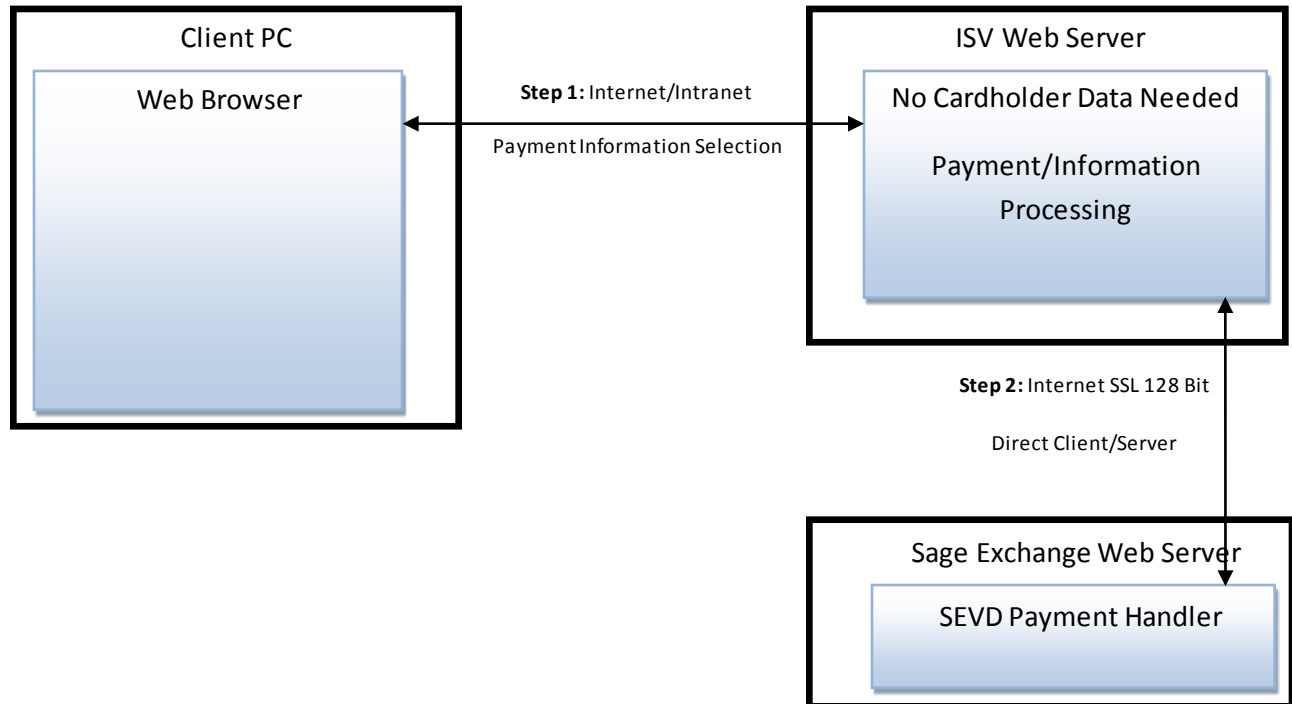 Client PC
Web Browser
Step 1: Internet/Intranet
Payment Information Selection
ISV Web Server
No Cardholder Data Needed
Payment/Information
Processing
Step 2: Internet SSL 128 Bit
Direct Client/Server
Sage Exchange Web Server
SEVD Payment Handler